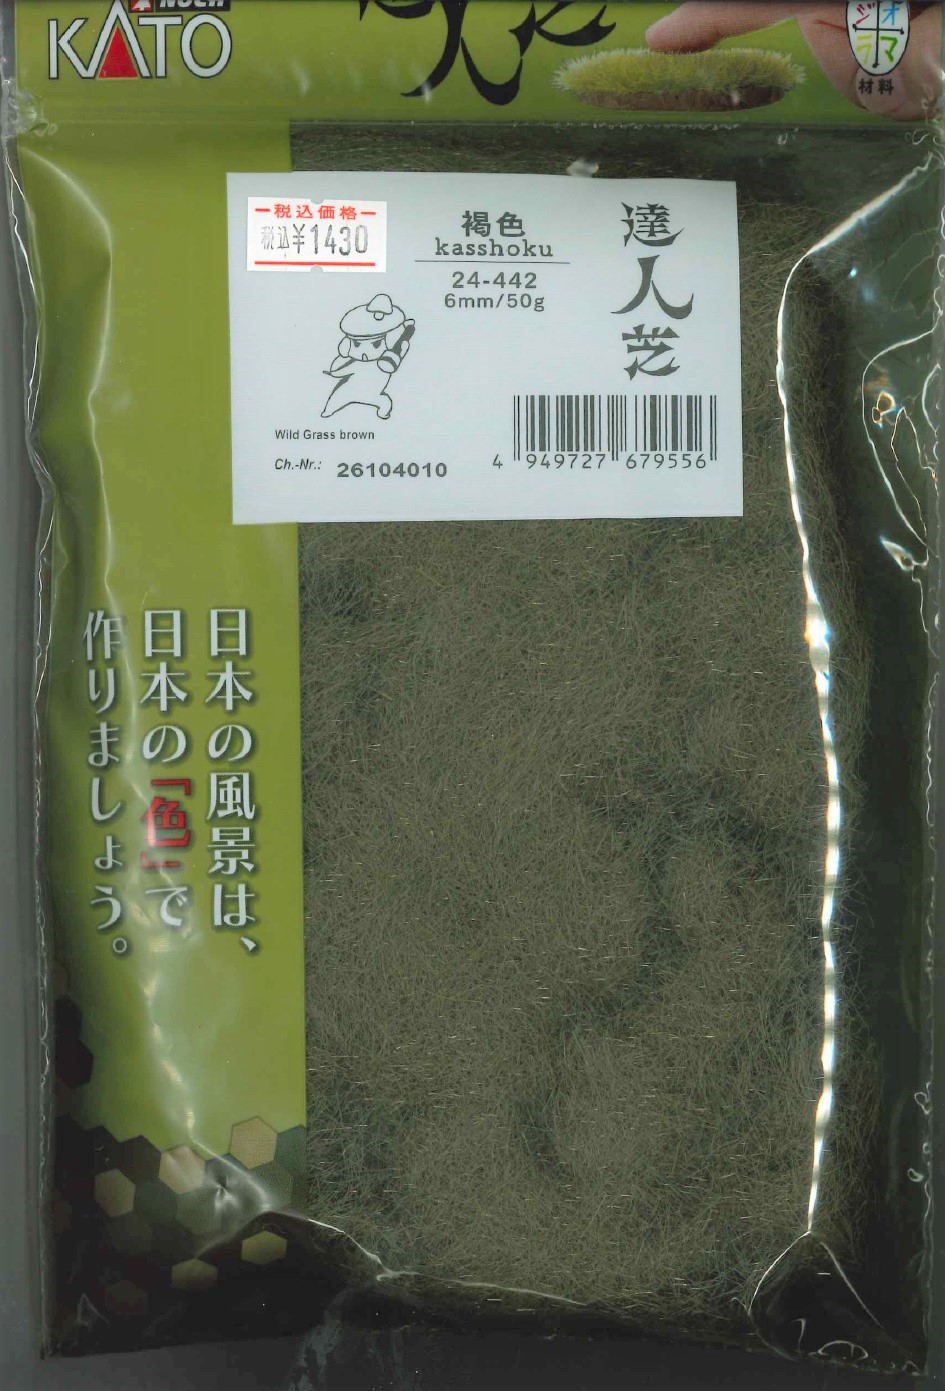 NOCH
KATO
人芝
ジオ
ラマ
材料
税込価格
税込¥1430
褐色
kasshoku
24-442
6mm/50g
達人芝
Wild Grass brown
Ch.-Nr.: 26104010
4 949727 679556
日本の風景は、
日本の「色」で
作りましょう。